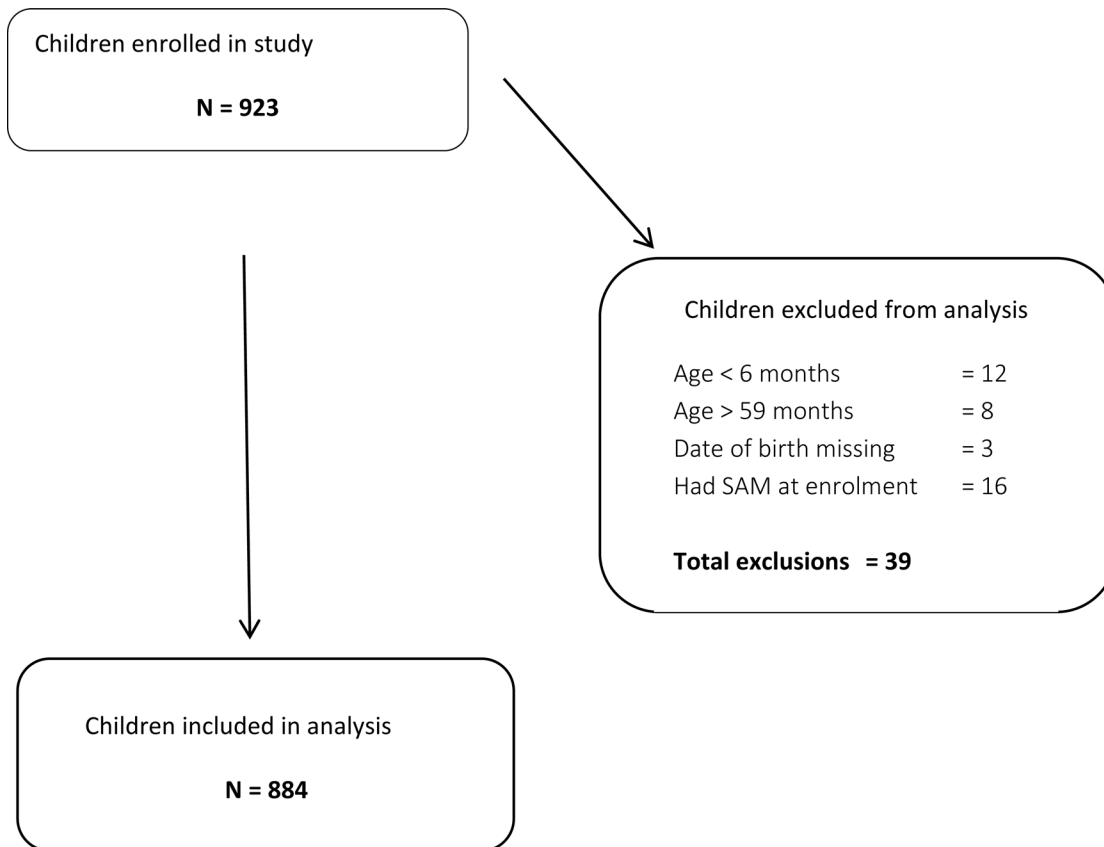 Children enrolled in study
N = 923
Children excluded from analysis
Age < 6 months = 12
Age > 59 months = 8
Date of birth missing = 3
Had SAM at enrolment = 16
Total exclusions = 39
Children included in analysis
N = 884